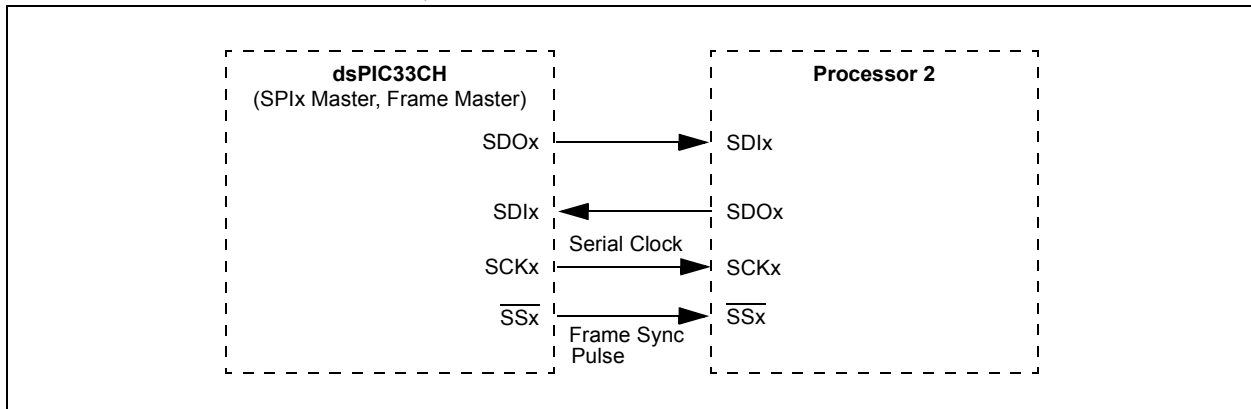 dsPIC33CH
(SPIx Master, Frame Master)
Processor 2
SDOx
SDIx
SDIx
SDOx
Serial Clock
SCKx
SCKx
SSx
SSx
Frame Sync
Pulse